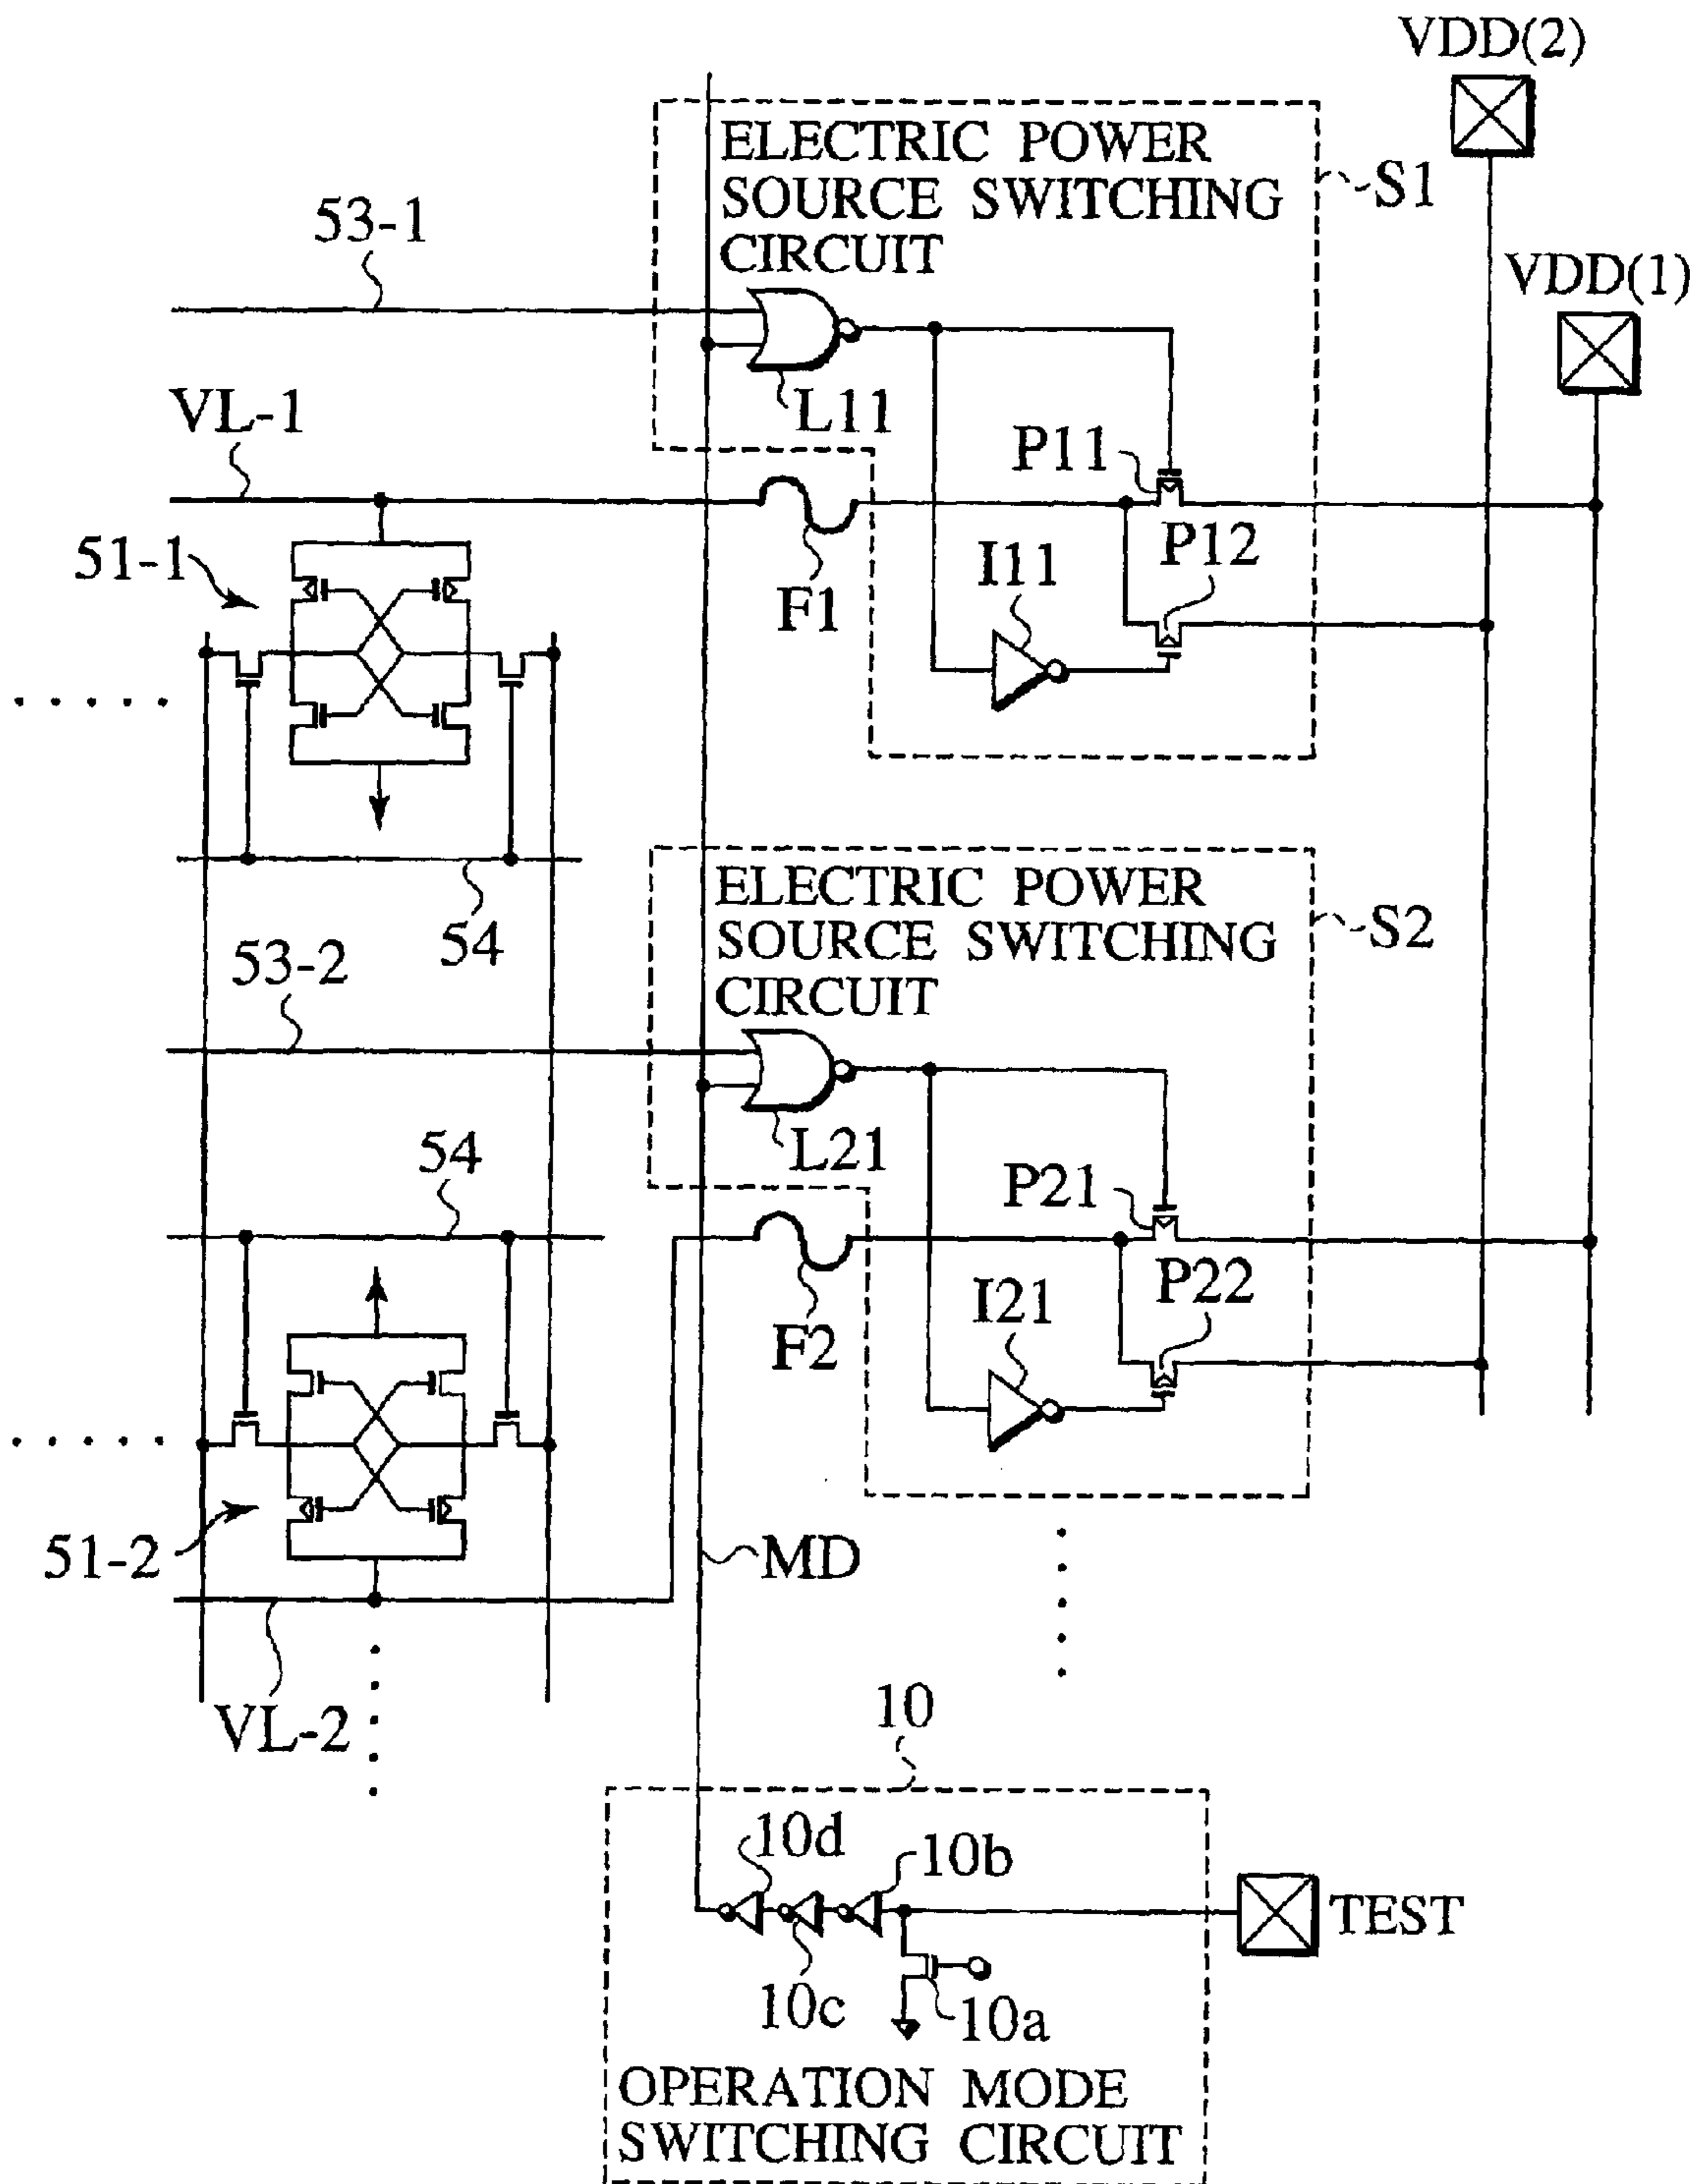 VDD(2)
ELECTRIC POWER
SOURCE SWITCHING
CIRCUIT
S1
53-1
VDD(1)
L11
VL-1
P11
P12
51-1
I11
F1
ELECTRIC POWER
SOURCE SWITCHING
CIRCUIT
S2
54
53-2
L21
54
P21
P22
I21
F2
51-2
MD
VL-2
10
10d
10b
TEST
10c
10a
OPERATION MODE
SWITCHING CIRCUIT